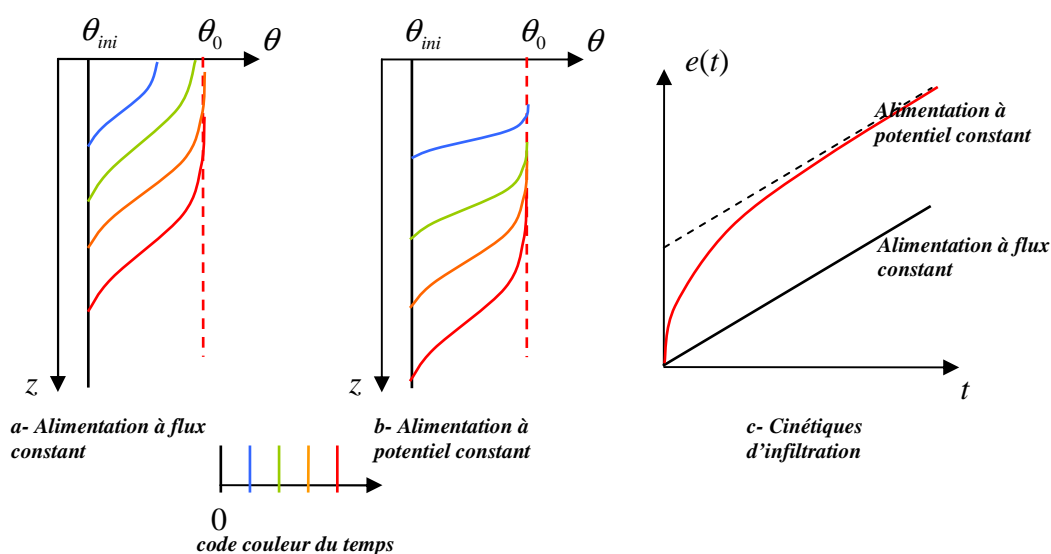 θini θ0 θ
z
a- Alimentation à flux
constant
θini θ0 θ
z
b- Alimentation à
potentiel constant
e(t)
Alimentation à
potentiel constant
Alimentation à flux
constant
t
c- Cinétiques
d'infiltration
0
code couleur du temps